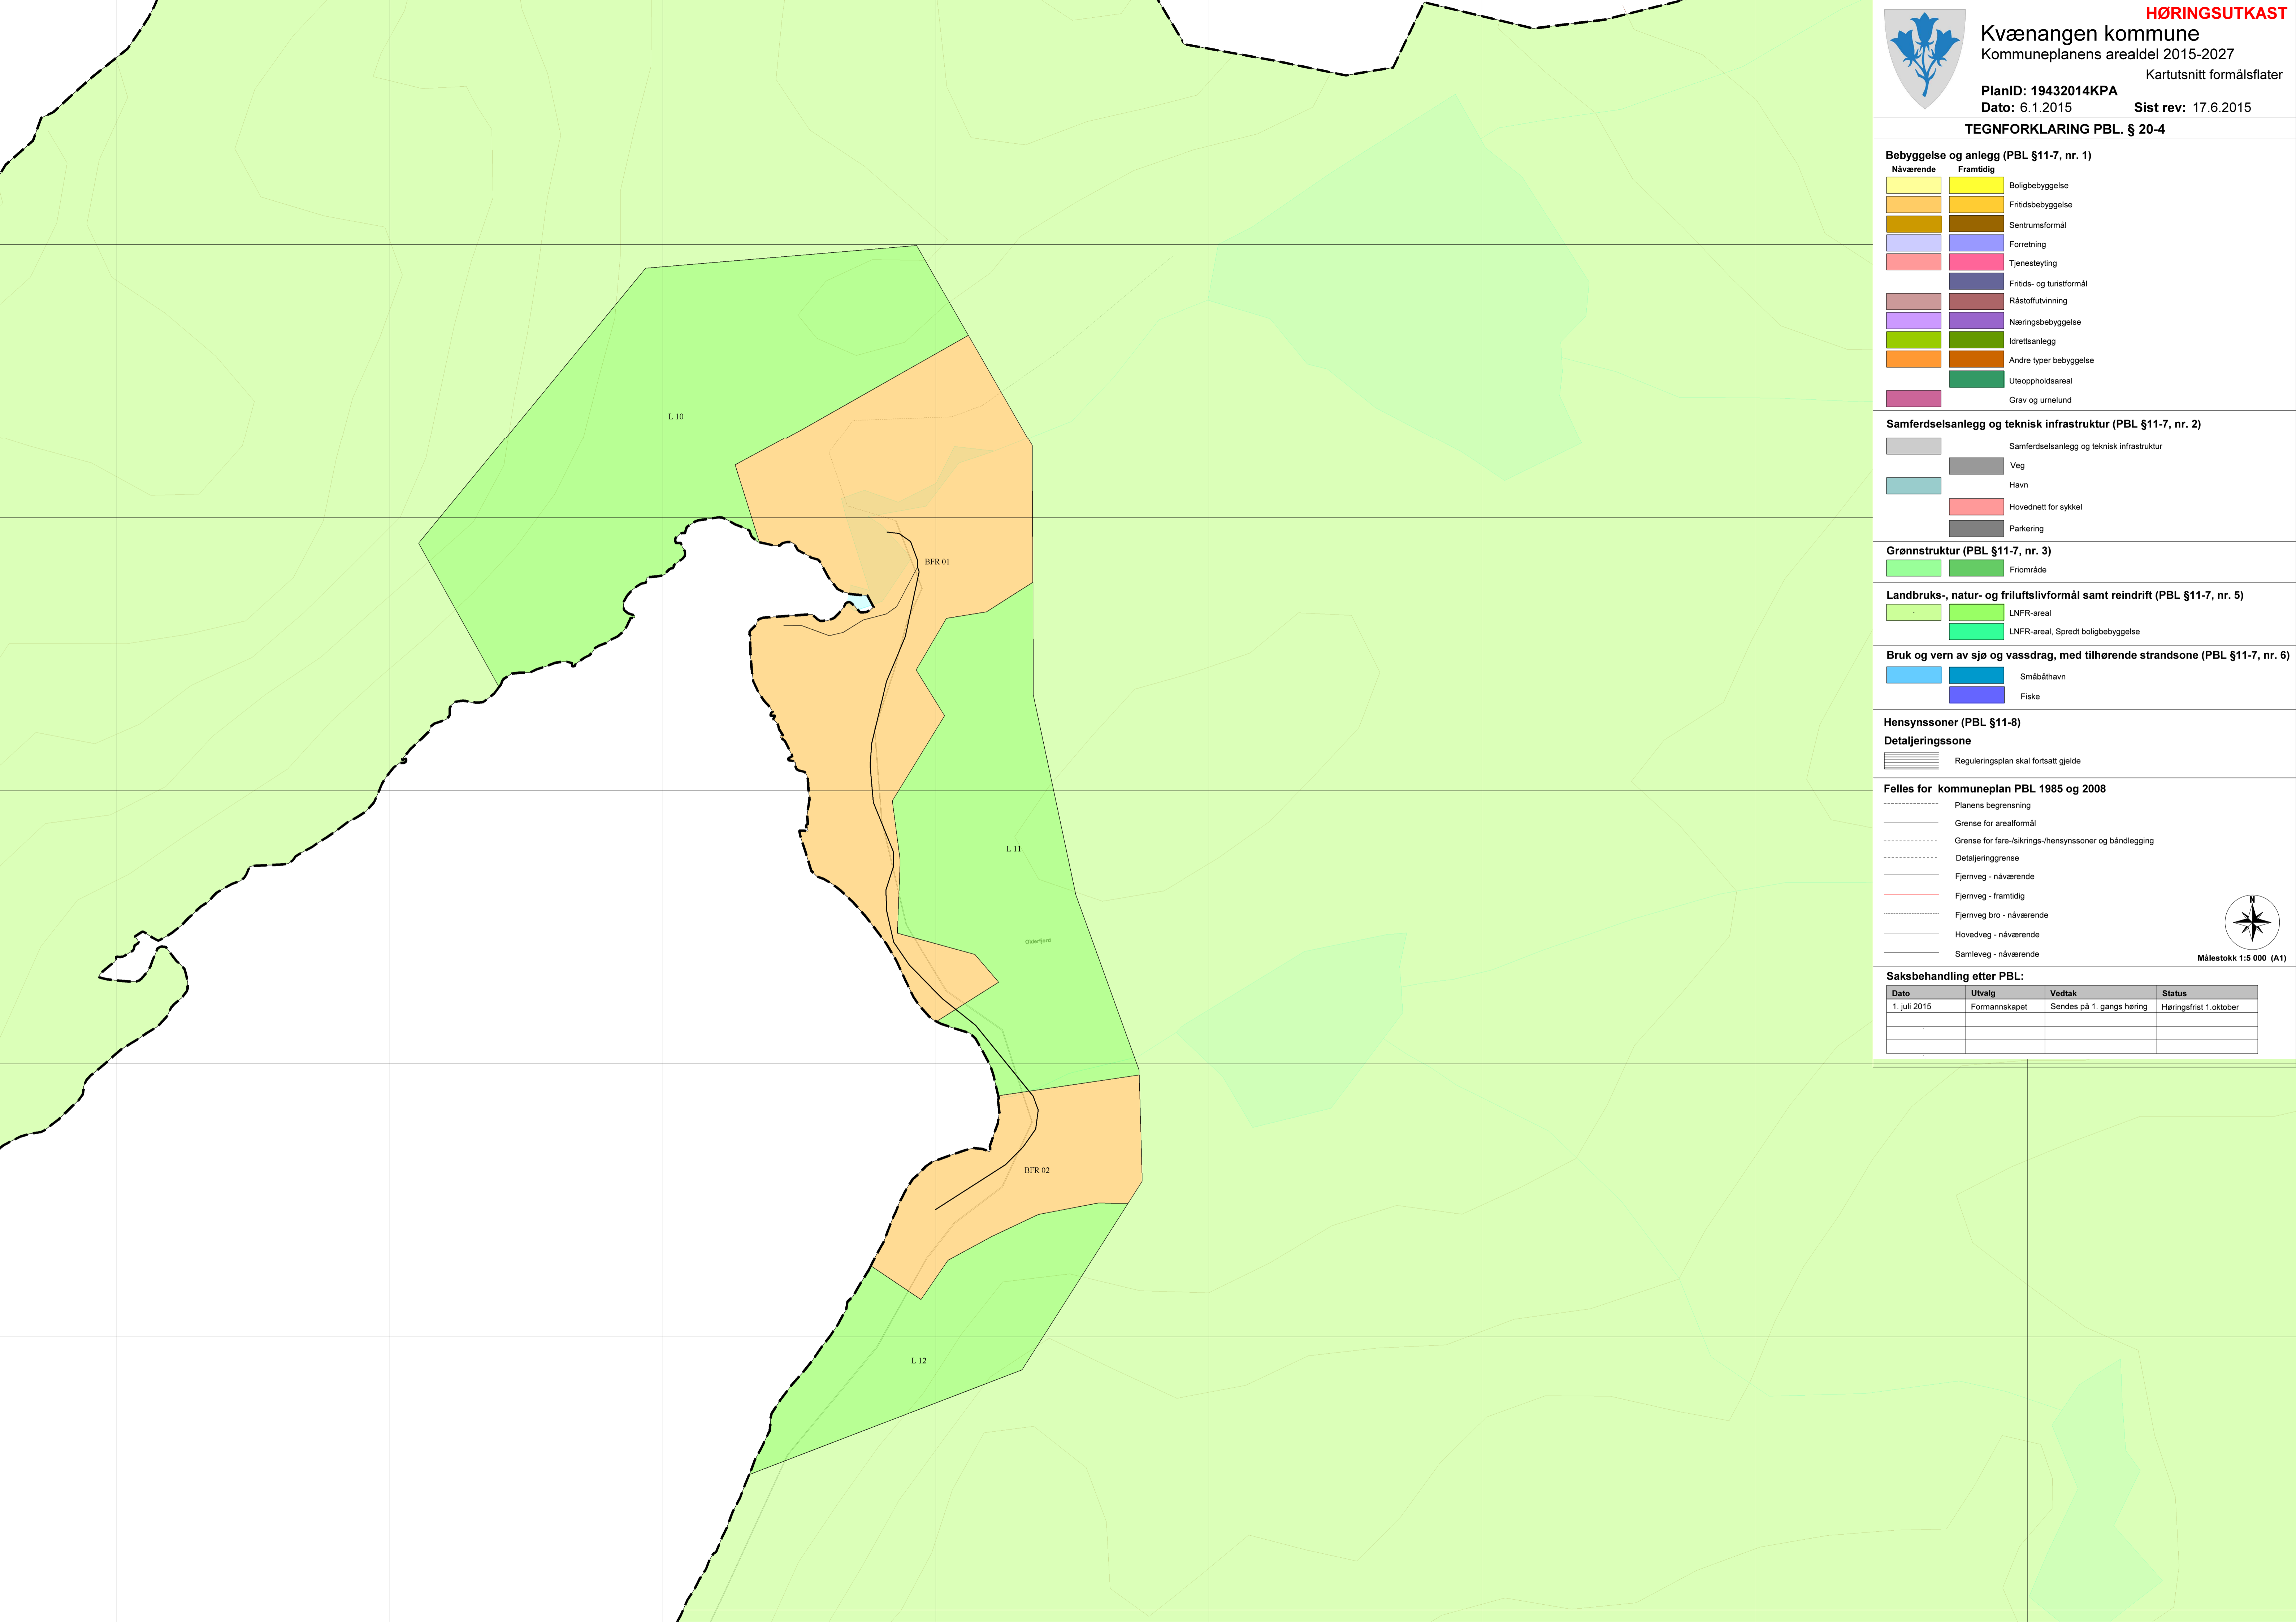 HØRINGSUTKAST
Kvænangen kommune
Kommuneplanens arealdel 2015-2027
Kartutsnitt formålsflater
PlanID: 19432014KPA
Dato: 6.1.2015 Sist rev: 17.6.2015
TEGNFORKLARING PBL. § 20-4
Bebyggelse og anlegg (PBL §11-7, nr. 1)
Nåværende Framtidig
Boligbebyggelse
Fritidsbebyggelse
Sentrumsformål
Forretning
Tjenesteyting
Fritids- og turistformål
Råstoffutvinning
Næringsbebyggelse
Idrettsanlegg
Andre typer bebyggelse
Uteoppholdsareal
Grav og urnelund
Samferdselsanlegg og teknisk infrastruktur (PBL §11-7, nr. 2)
Samferdselsanlegg og teknisk infrastruktur
Veg
Havn
Hovednett for sykkel
Parkering
Grønnstruktur (PBL §11-7, nr. 3)
Friområde
Landbruks-, natur- og friluftslivformål samt reindrift (PBL §11-7, nr. 5)
LNFR-areal
LNFR-areal, Spredt boligbebyggelse
Bruk og vern av sjø og vassdrag, med tilhørende strandsone (PBL §11-7, nr. 6)
Småbåthavn
Fiske
Hensynssoner (PBL §11-8)
Detaljeringssone
Reguleringsplan skal fortsatt gjelde
Felles for kommuneplan PBL 1985 og 2008
Planens begrensning
Grense for arealformål
Grense for fare-/sikrings-/hensynssoner og båndlegging
Detaljeringgrense
Fjernveg - nåværende
Fjernveg - framtidig
Fjernveg bro - nåværende
Hovedveg - nåværende
Samleveg - nåværende
N
Målestokk 1:5 000 (A1)
Saksbehandling etter PBL:
Dato Utvalg Vedtak Status
1. juli 2015 Formannskapet Sendes på 1. gangs høring Høringsfrist 1.oktober
L 10
BFR 01
L 11
Olderfjord
BFR 02
L 12